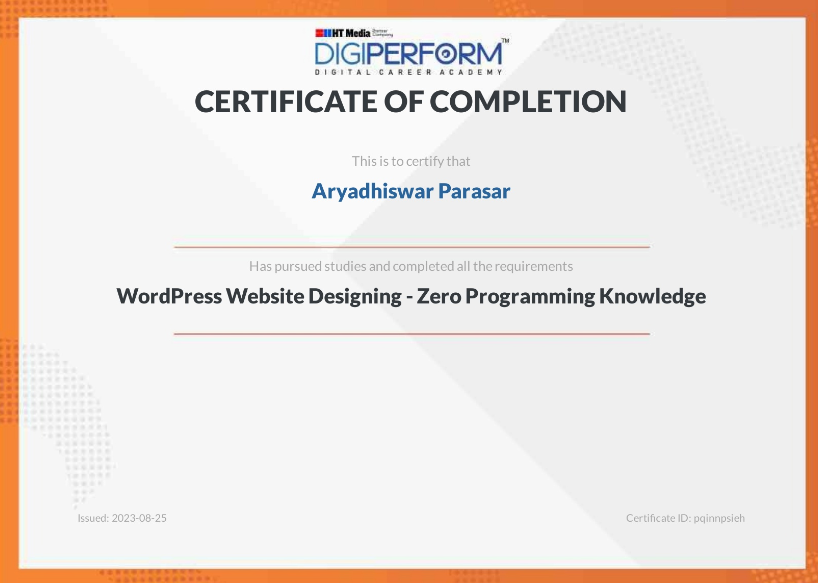 HT Media Group Company
DIGIPERFORM™
DIGITAL CAREER ACADEMY
CERTIFICATE OF COMPLETION
This is to certify that
Aryadhiswar Parasar
Has pursued studies and completed all the requirements
WordPress Website Designing - Zero Programming Knowledge
Issued: 2023-08-25
Certificate ID: pqinnpsieh